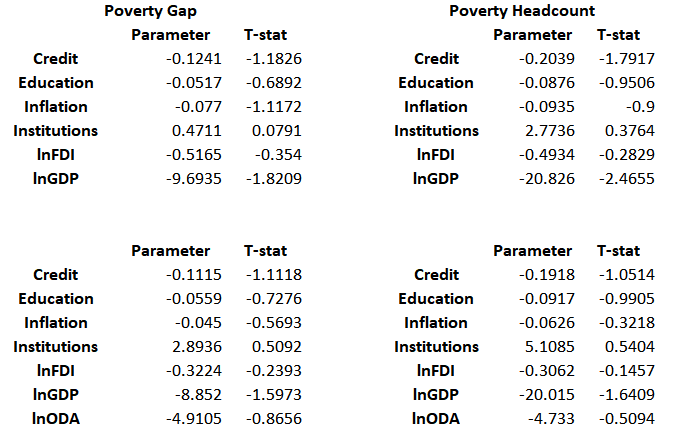 Poverty Gap Poverty Headcount
Parameter T-stat Parameter T-stat
Credit -0.1241 -1.1826 Credit -0.2039 -1.7917
Education -0.0517 -0.6892 Education -0.0876 -0.9506
Inflation -0.077 -1.1172 Inflation -0.0935 -0.9
Institutions 0.4711 0.0791 Institutions 2.7736 0.3764
lnFDI -0.5165 -0.354 lnFDI -0.4934 -0.2829
lnGDP -9.6935 -1.8209 lnGDP -20.826 -2.4655
Parameter T-stat Parameter T-stat
Credit -0.1115 -1.1118 Credit -0.1918 -1.0514
Education -0.0559 -0.7276 Education -0.0917 -0.9905
Inflation -0.045 -0.5693 Inflation -0.0626 -0.3218
Institutions 2.8936 0.5092 Institutions 5.1085 0.5404
lnFDI -0.3224 -0.2393 lnFDI -0.3062 -0.1457
lnGDP -8.852 -1.5973 lnGDP -20.015 -1.6409
lnODA -4.9105 -0.8656 lnODA -4.733 -0.5094